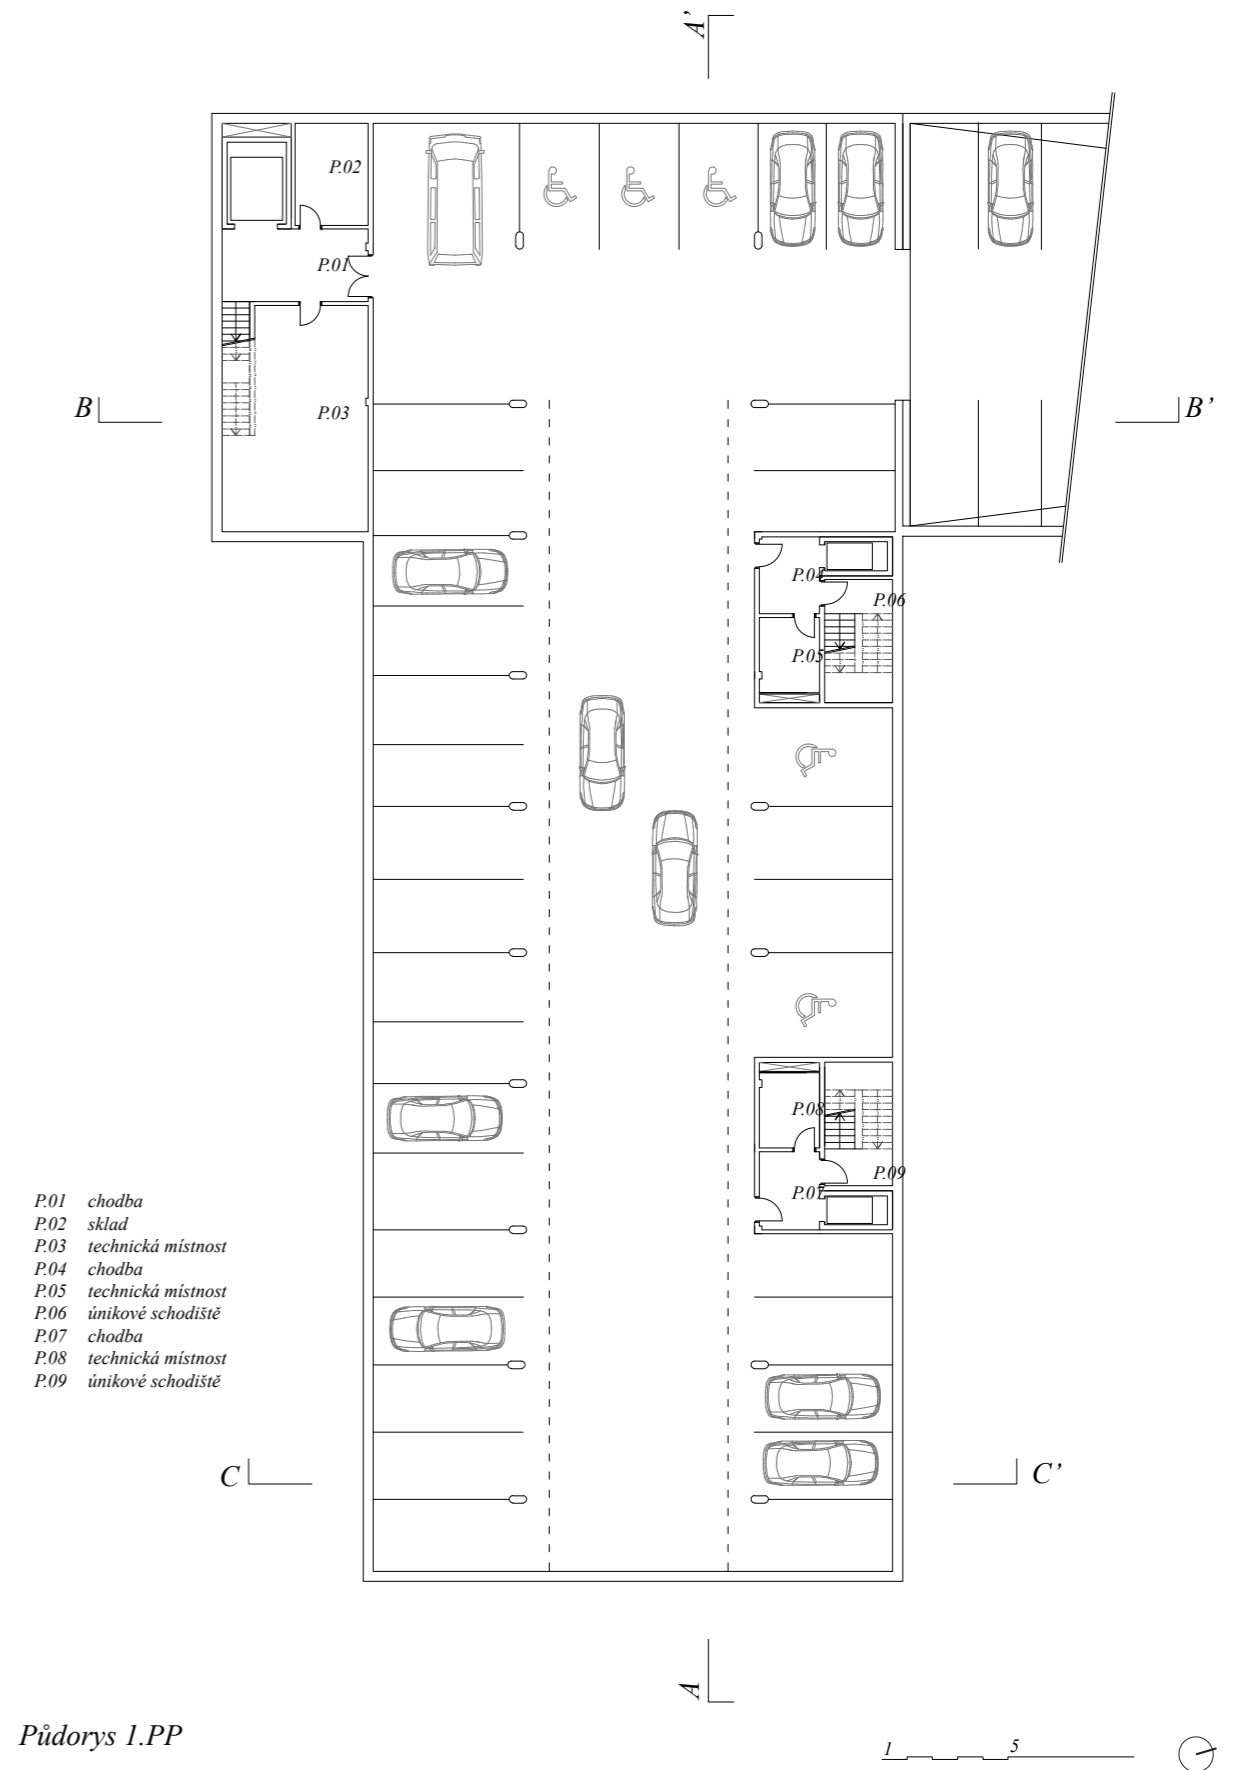 A’
P.02
P.01
B
P.03
B’
P.04
P.06
P.05
P.08
P.09
P.07
P.01 chodba
P.02 sklad
P.03 technická místnost
P.04 chodba
P.05 technická místnost
P.06 únikové schodiště
P.07 chodba
P.08 technická místnost
P.09 únikové schodiště
C
C’
A
Půdorys 1.PP
1 5